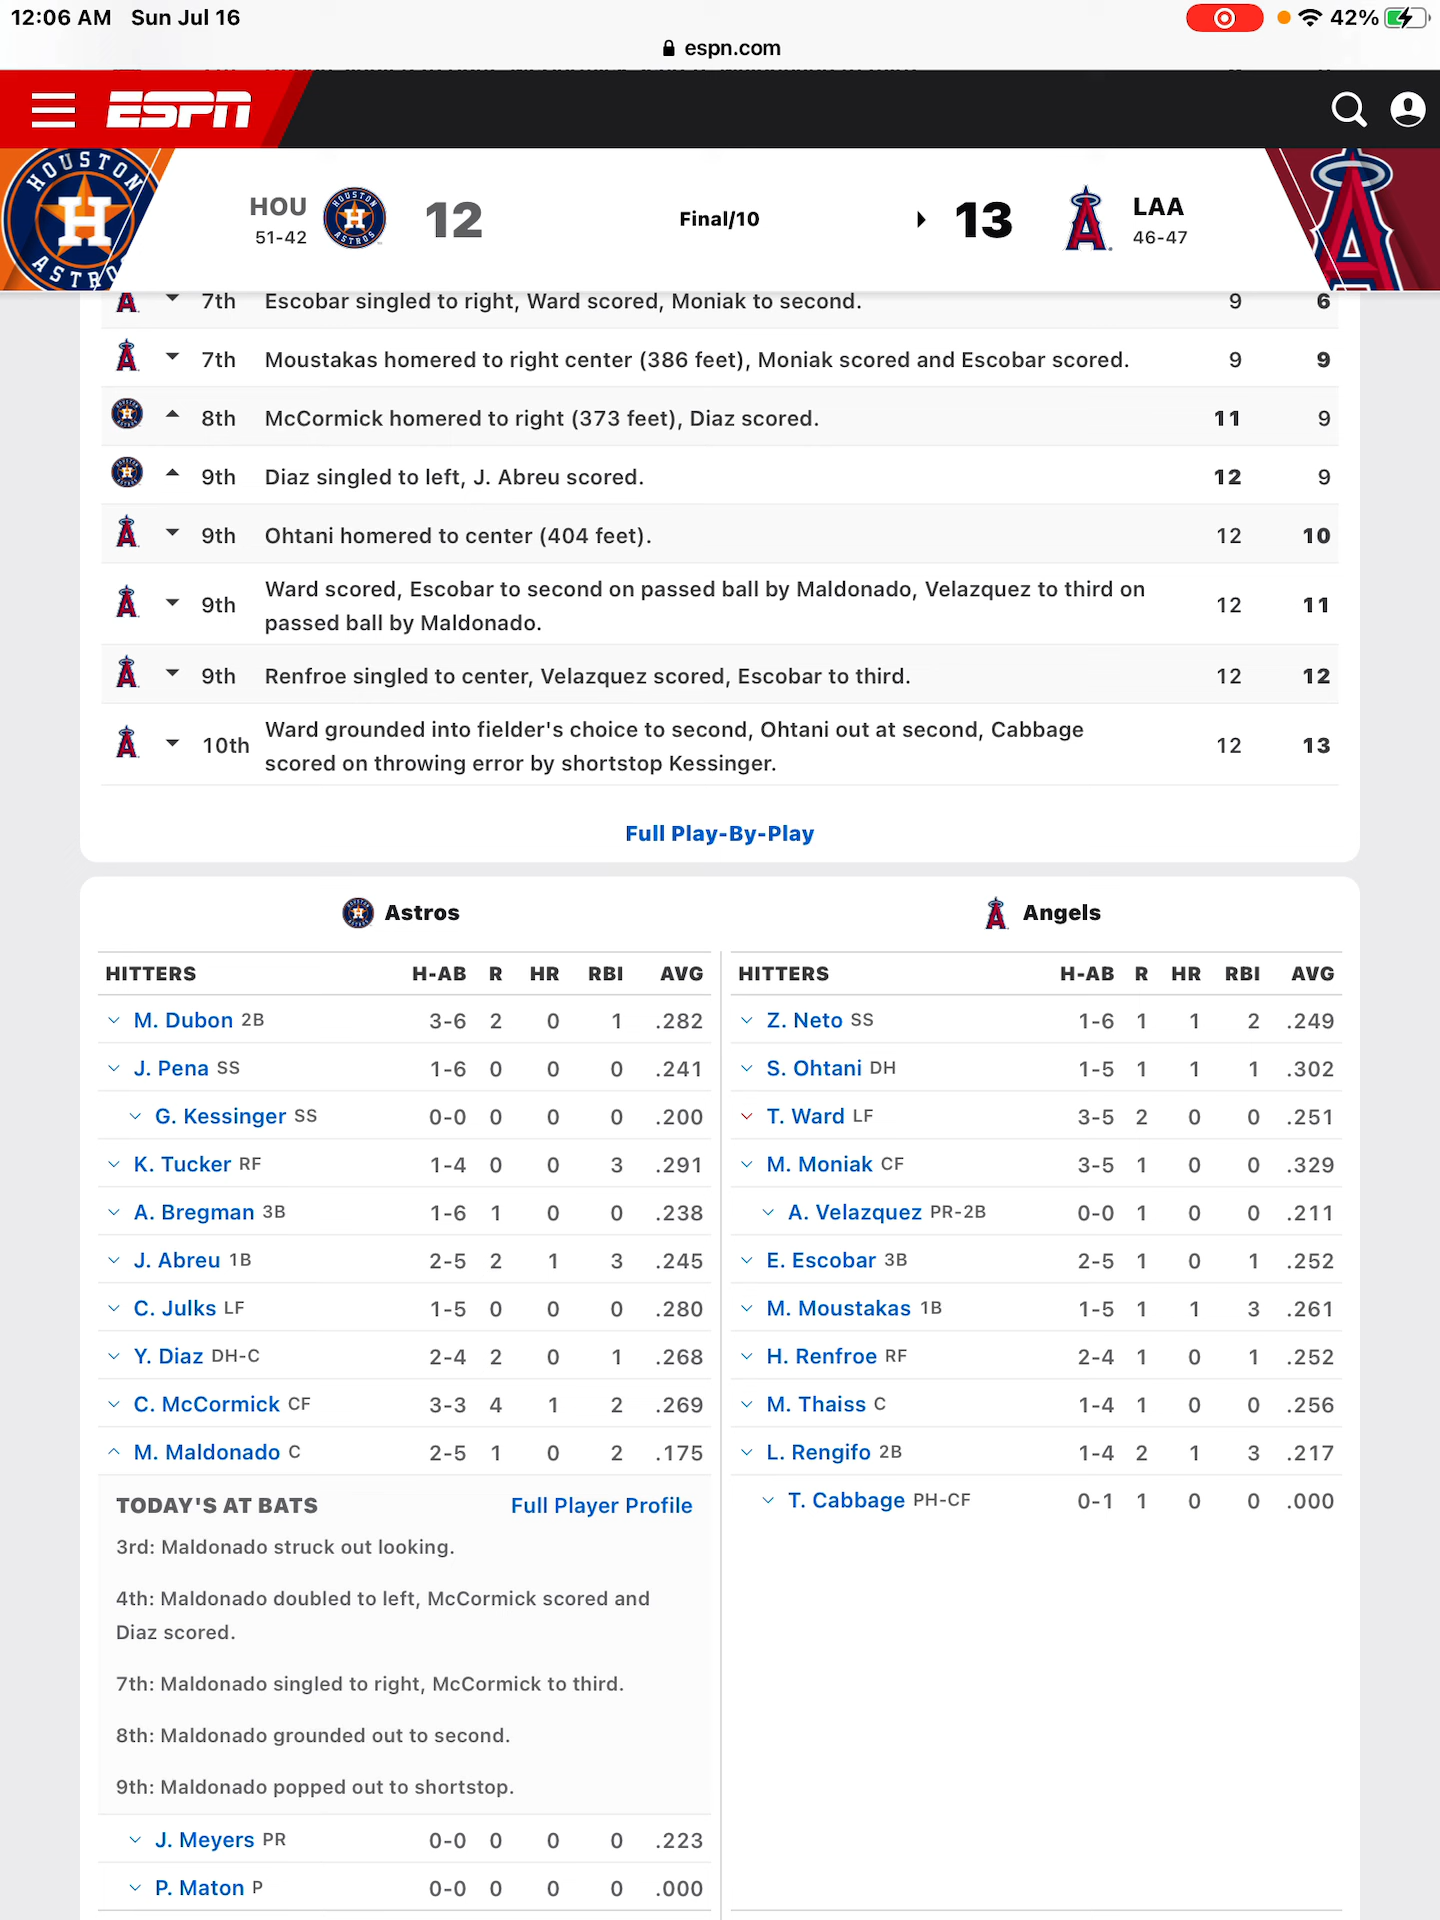 12:06 AM Sun Jul 16
42%
espn.com
ESPN
HOUSTON
H
ASTRO
HOU
51-42
HOUSTON
H
ASTROS
12
Final/10
13
A
LAA
46-47
A
7th Escobar singled to right, Ward scored, Moniak to second. 9 6
7th Moustakas homered to right center (386 feet), Moniak scored and Escobar scored. 9 9
8th McCormick homered to right (373 feet), Diaz scored. 11 9
9th Diaz singled to left, J. Abreu scored. 12 9
9th Ohtani homered to center (404 feet). 12 10
9th Ward scored, Escobar to second on passed ball by Maldonado, Velazquez to third on
passed ball by Maldonado. 12 11
9th Renfroe singled to center, Velazquez scored, Escobar to third. 12 12
10th Ward grounded into fielder's choice to second, Ohtani out at second, Cabbage
scored on throwing error by shortstop Kessinger. 12 13
Full Play-By-Play
Astros
HITTERS H-AB R HR RBI AVG
M. Dubon 2B 3-6 2 0 1 .282
J. Pena SS 1-6 0 0 0 .241
G. Kessinger SS 0-0 0 0 0 .200
K. Tucker RF 1-4 0 0 3 .291
A. Bregman 3B 1-6 1 0 0 .238
J. Abreu 1B 2-5 2 1 3 .245
C. Julks LF 1-5 0 0 0 .280
Y. Diaz DH-C 2-4 2 0 1 .268
C. McCormick CF 3-3 4 1 2 .269
M. Maldonado C 2-5 1 0 2 .175
TODAY'S AT BATS Full Player Profile
3rd: Maldonado struck out looking.
4th: Maldonado doubled to left, McCormick scored and
Diaz scored.
7th: Maldonado singled to right, McCormick to third.
8th: Maldonado grounded out to second.
9th: Maldonado popped out to shortstop.
J. Meyers PR 0-0 0 0 0 .223
P. Maton P 0-0 0 0 0 .000
Angels
HITTERS H-AB R HR RBI AVG
Z. Neto SS 1-6 1 1 2 .249
S. Ohtani DH 1-5 1 1 1 .302
T. Ward LF 3-5 2 0 0 .251
M. Moniak CF 3-5 1 0 0 .329
A. Velazquez PR-2B 0-0 1 0 0 .211
E. Escobar 3B 2-5 1 0 1 .252
M. Moustakas 1B 1-5 1 1 3 .261
H. Renfroe RF 2-4 1 0 1 .252
M. Thaiss C 1-4 1 0 0 .256
L. Rengifo 2B 1-4 2 1 3 .217
T. Cabbage PH-CF 0-1 1 0 0 .000